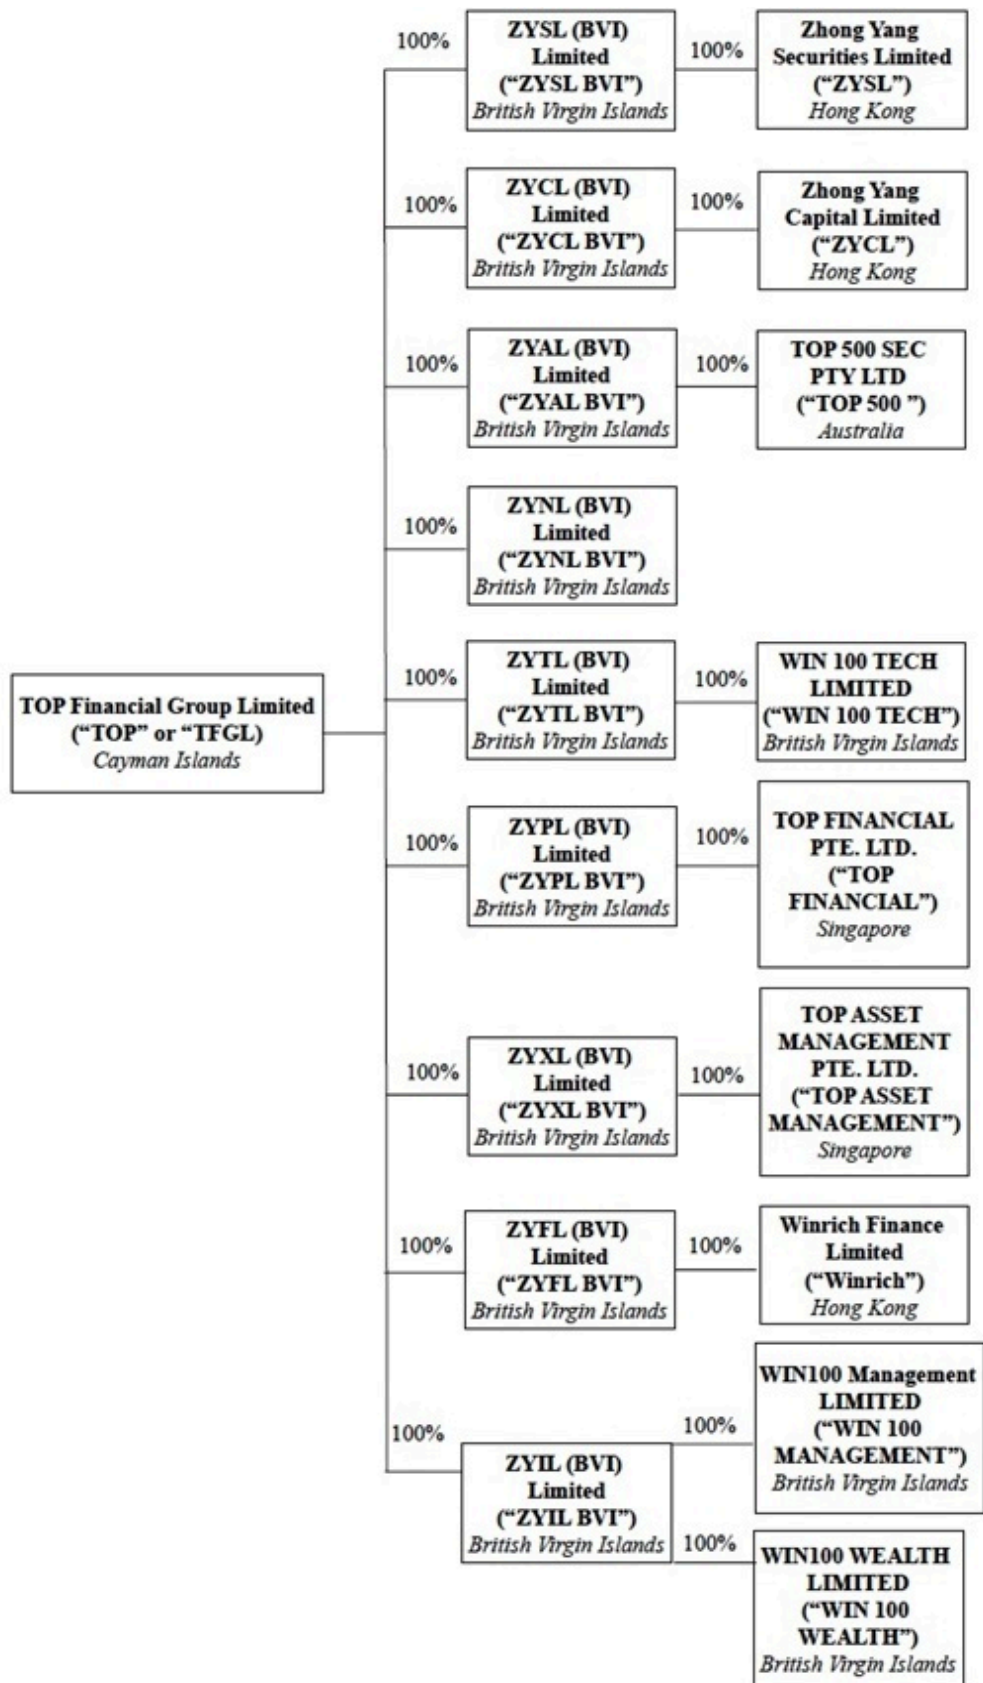 100%
ZYSL (BVI)
Limited
(“ZYSL BVI”)
British Virgin Islands
100%
Zhong Yang
Securities Limited
(“ZYSL”)
Hong Kong
100%
ZYCL (BVI)
Limited
(“ZYCL BVI”)
British Virgin Islands
100%
Zhong Yang
Capital Limited
(“ZYCL”)
Hong Kong
100%
ZYAL (BVI)
Limited
(“ZYAL BVI”)
British Virgin Islands
100%
TOP 500 SEC
PTY LTD
(“TOP 500 ”)
Australia
100%
ZYNL (BVI)
Limited
(“ZYNL BVI”)
British Virgin Islands
TOP Financial Group Limited
(“TOP” or “TFGL)
Cayman Islands
100%
ZYTL (BVI)
Limited
(“ZYTL BVI”)
British Virgin Islands
100%
WIN 100 TECH
LIMITED
(“WIN 100 TECH”)
British Virgin Islands
100%
ZYPL (BVI)
Limited
(“ZYPL BVI”)
British Virgin Islands
100%
TOP FINANCIAL
PTE. LTD.
(“TOP
FINANCIAL”)
Singapore
100%
ZYXL (BVI)
Limited
(“ZYXL BVI”)
British Virgin Islands
100%
TOP ASSET
MANAGEMENT
PTE. LTD.
(“TOP ASSET
MANAGEMENT”)
Singapore
100%
ZYFL (BVI)
Limited
(“ZYFL BVI”)
British Virgin Islands
100%
Winrich Finance
Limited
(“Winrich”)
Hong Kong
100%
ZYIL (BVI)
Limited
(“ZYIL BVI”)
British Virgin Islands
100%
WIN100 Management
LIMITED
(“WIN 100
MANAGEMENT”)
British Virgin Islands
100%
WIN100 WEALTH
LIMITED
(“WIN 100
WEALTH”)
British Virgin Islands